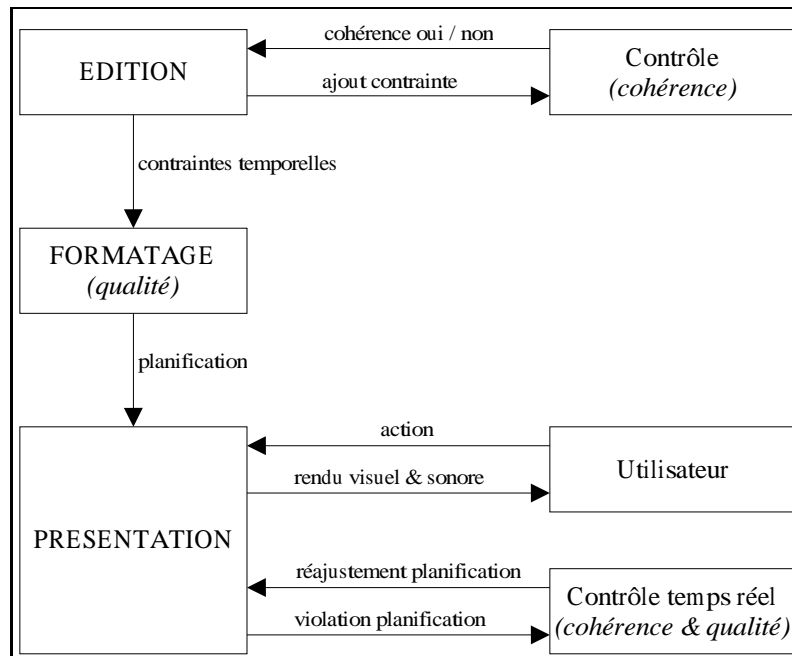 cohérence oui / non
EDITION
Contrôle
(cohérence)
ajout contrainte
contraintes temporelles
FORMATAGE
(qualité)
planification
action
Utilisateur
rendu visuel & sonore
PRESENTATION
réajustement planification
Contrôle temps réel
(cohérence & qualité)
violation planification